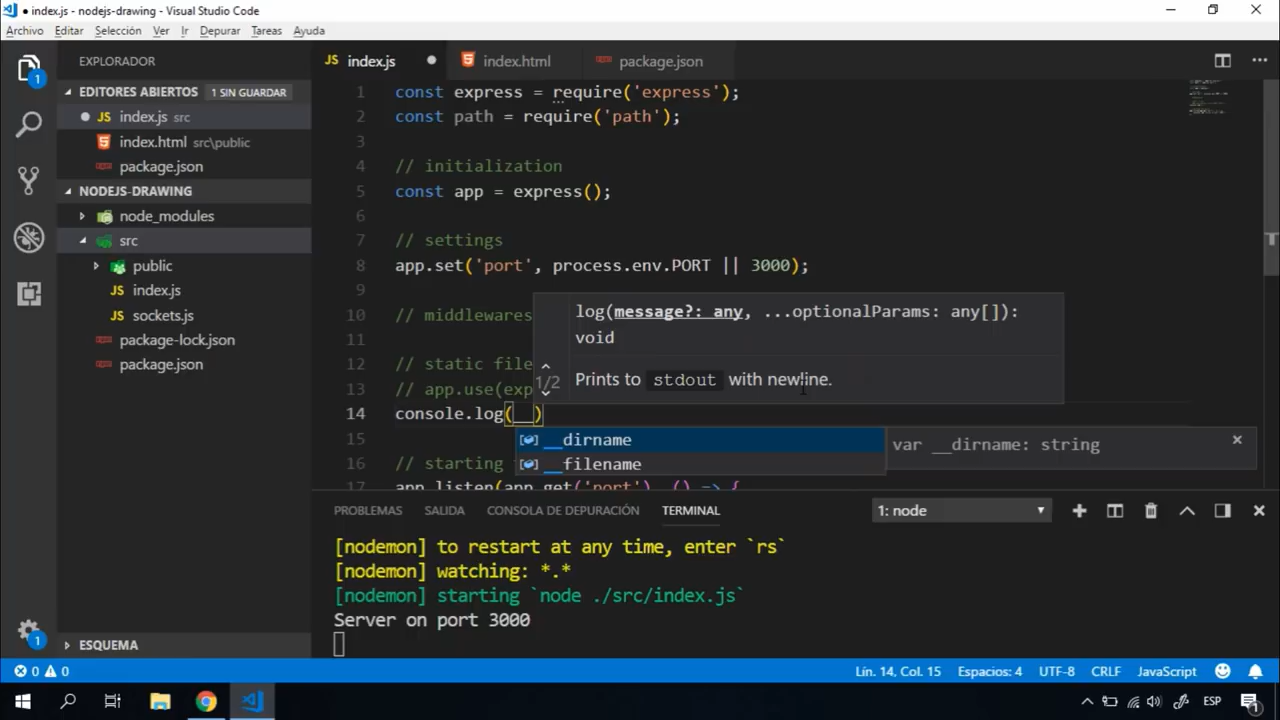 ● index.js - nodejs-drawing - Visual Studio Code
Archivo Editar Selección Ver Ir Depurar Tareas Ayuda
EXPLORADOR
EDITORES ABIERTOS 1 SIN GUARDAR
JS index.js src
index.html src\public
package.json
NODEJS-DRAWING
node_modules
src
public
JS index.js
JS sockets.js
package-lock.json
package.json
ESQUEMA
1
1
JS index.js ● index.html package.json
1 const express = require('express');
2 const path = require('path');
3
4 // initialization
5 const app = express();
6
7 // settings
8 app.set('port', process.env.PORT || 3000);
9
10 // middlewares
11
12 // static file
13 // app.use(exp
14 console.log(__)
15
16 // starting
17 app.listen(app.get('port'), () => {
log(message?: any, ...optionalParams: any[]):
void
1/2
Prints to stdout with newline.
__dirname
__filename
var __dirname: string
PROBLEMAS SALIDA CONSOLA DE DEPURACIÓN TERMINAL 1: node
[nodemon] to restart at any time, enter `rs`
[nodemon] watching: *.*
[nodemon] starting `node ./src/index.js`
Server on port 3000
0 0
Lín. 14, Col. 15 Espacios: 4 UTF-8 CRLF JavaScript
ESP
1